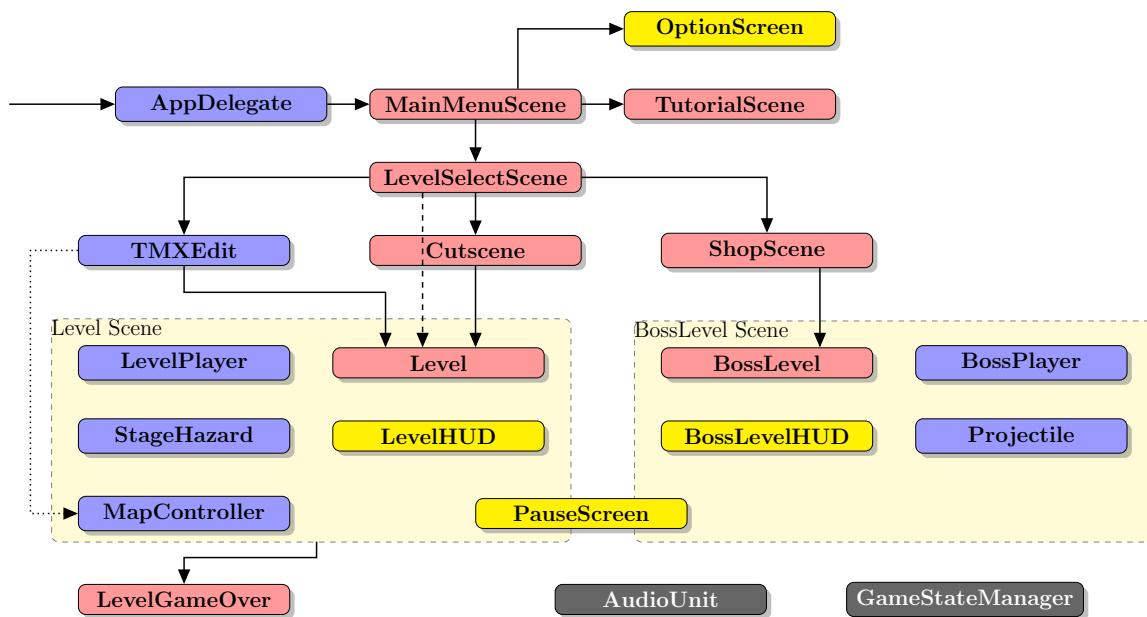 OptionScreen
AppDelegate
MainMenuScene
TutorialScene
LevelSelectScene
TMXEdit
Cutscene
ShopScene
Level Scene
BossLevel Scene
LevelPlayer
Level
BossLevel
BossPlayer
StageHazard
LevelHUD
BossLevelHUD
Projectile
MapController
PauseScreen
LevelGameOver
AudioUnit
GameStateManager